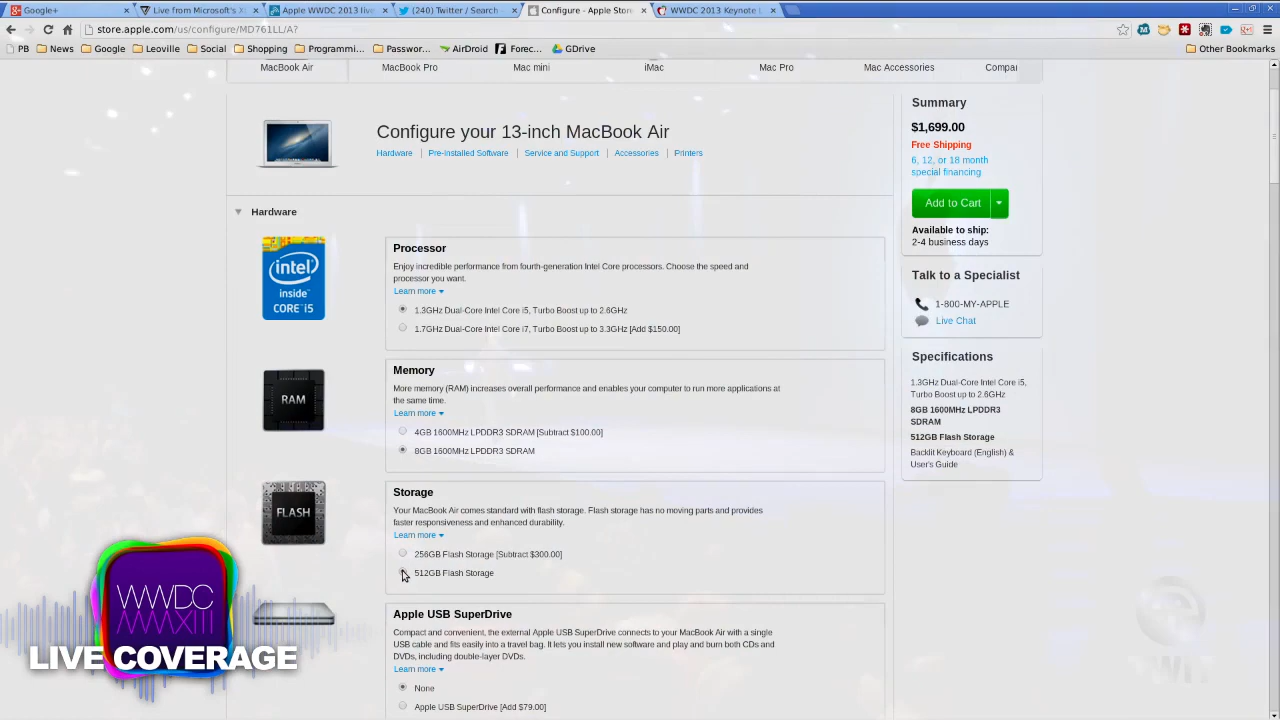 Google+
Live from Microsoft's X
Apple WWDC 2013 live
(240) Twitter / Search -
Configure - Apple Store
WWDC 2013 Keynote L
store.apple.com/us/configure/MD761LL/A?
PB News Google Leoville Social Shopping Programmi... Passwor... AirDroid Forec... GDrive Other Bookmarks
MacBook Air MacBook Pro Mac mini iMac Mac Pro Mac Accessories Compar
Configure your 13-inch MacBook Air
Hardware | Pre-Installed Software | Service and Support | Accessories | Printers
Hardware
intel
inside
CORE i5
Processor
Enjoy incredible performance from fourth-generation Intel Core processors. Choose the speed and
processor you want.
Learn more
1.3GHz Dual-Core Intel Core i5, Turbo Boost up to 2.6GHz
1.7GHz Dual-Core Intel Core i7, Turbo Boost up to 3.3GHz [Add $150.00]
RAM
Memory
More memory (RAM) increases overall performance and enables your computer to run more applications at
the same time.
Learn more
4GB 1600MHz LPDDR3 SDRAM [Subtract $100.00]
8GB 1600MHz LPDDR3 SDRAM
FLASH
Storage
Your MacBook Air comes standard with flash storage. Flash storage has no moving parts and provides
faster responsiveness and enhanced durability.
Learn more
256GB Flash Storage [Subtract $300.00]
512GB Flash Storage
Apple USB SuperDrive
Compact and convenient, the external Apple USB SuperDrive connects to your MacBook Air with a single
USB cable and fits easily into a travel bag. It lets you install new software and play and burn both CDs and
DVDs, including double-layer DVDs.
Learn more
None
Apple USB SuperDrive [Add $79.00]
Summary
$1,699.00
Free Shipping
6, 12, or 18 month
special financing
Add to Cart
Available to ship:
2-4 business days
Talk to a Specialist
1-800-MY-APPLE
Live Chat
Specifications
1.3GHz Dual-Core Intel Core i5,
Turbo Boost up to 2.6GHz
8GB 1600MHz LPDDR3
SDRAM
512GB Flash Storage
Backlit Keyboard (English) &
User's Guide
WWDC
MMXIII
LIVE COVERAGE
TWiT